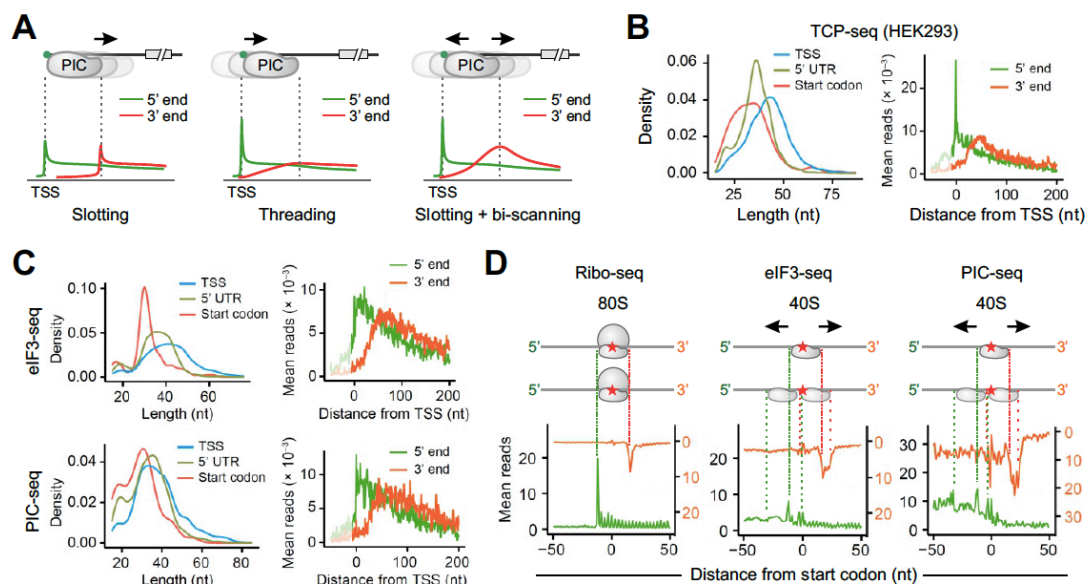 A
PIC
PIC
PIC
5' end
3' end
5' end
3' end
5' end
3' end
TSS
TSS
TSS
Slotting
Threading
Slotting + bi-scanning
B
TCP-seq (HEK293)
Density
0.06
0.04
0.02
0.00
TSS
5' UTR
Start codon
25
50
75
Length (nt)
Mean reads (× 10⁻³)
20
10
0
5' end
3' end
0
100
200
Distance from TSS (nt)
C
eIF3-seq
Density
0.10
0.05
0.00
TSS
5' UTR
Start codon
20
40
60
Length (nt)
Mean reads (× 10⁻³)
10
5
0
5' end
3' end
0
100
200
Distance from TSS (nt)
PIC-seq
Density
0.04
0.02
0.00
TSS
5' UTR
Start codon
20
40
60
80
Length (nt)
Mean reads (× 10⁻³)
10
5
0
5' end
3' end
0
100
200
Distance from TSS (nt)
D
Ribo-seq
eIF3-seq
PIC-seq
80S
40S
40S
5'
3'
5'
3'
5'
3'
5'
3'
5'
3'
5'
3'
Mean reads
20
10
0
0
10
20
−50
0
50
20
10
0
0
10
20
−50
0
50
30
20
10
0
0
10
20
30
−50
0
50
Distance from start codon (nt)